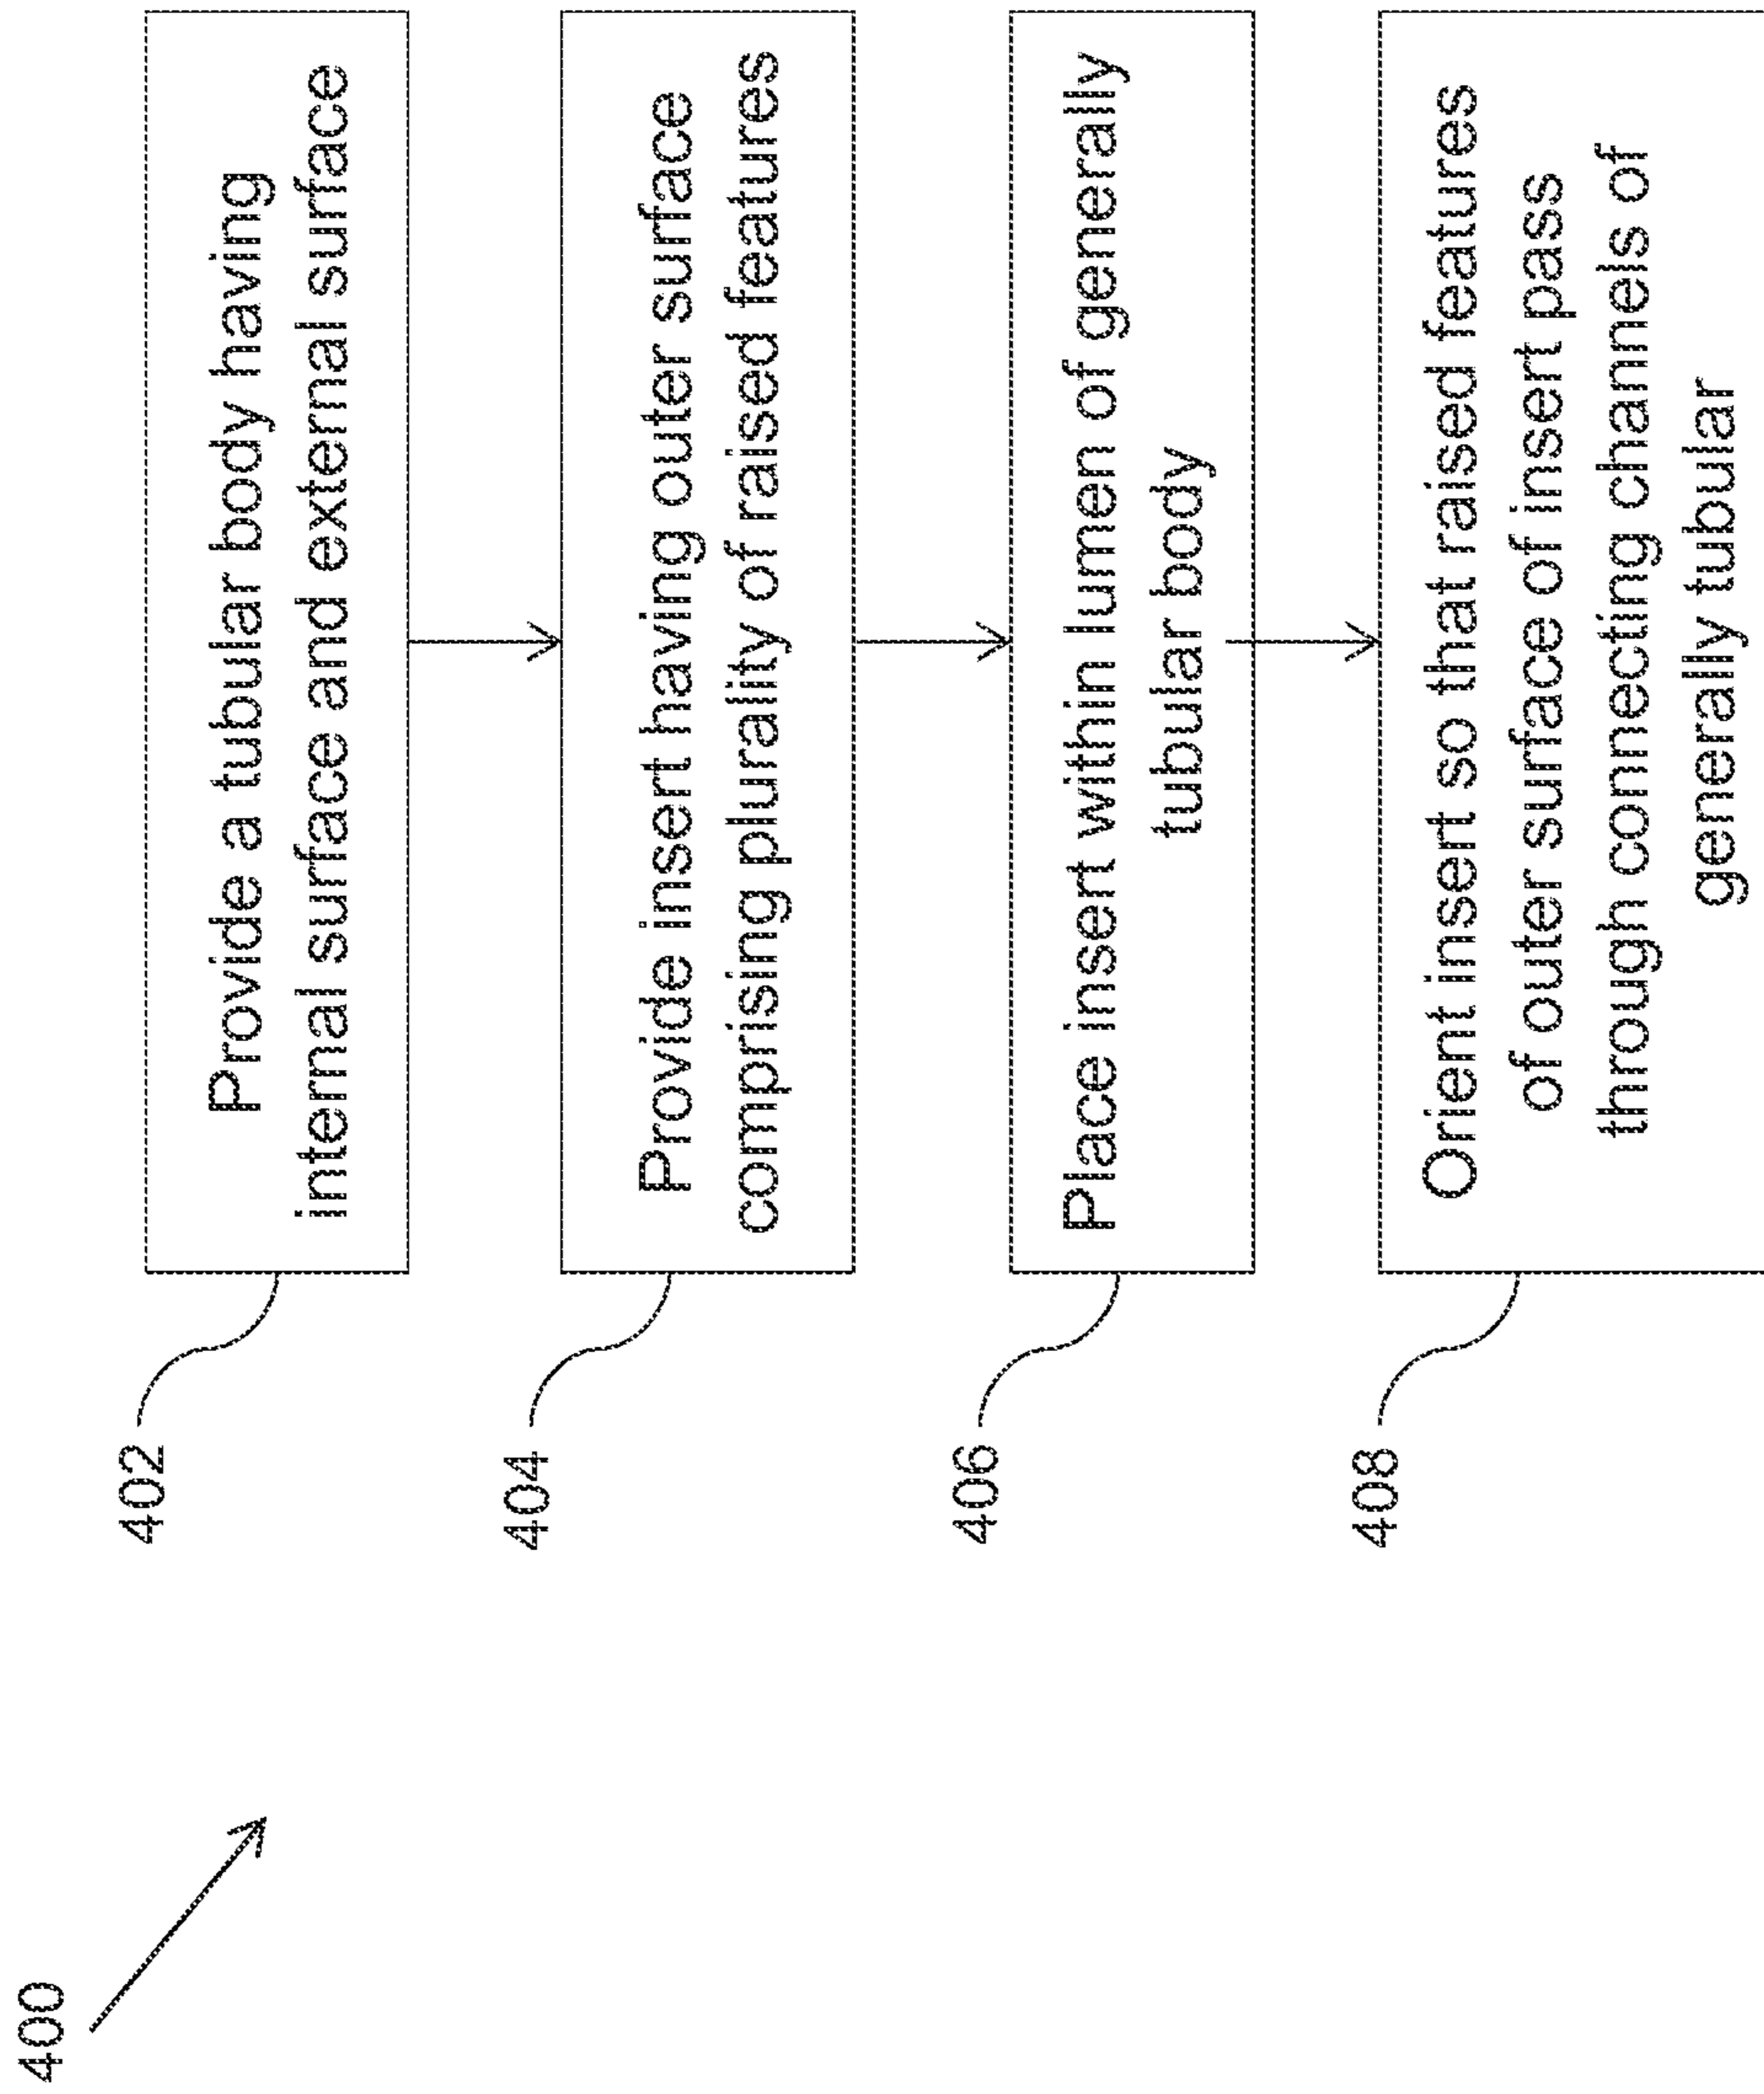 400
402
Provide a tubular body having
internal surface and external surface
404
Provide insert having outer surface
comprising plurality of raised features
406
Place insert within lumen of generally
tubular body
408
Orient insert so that raised features
of outer surface of insert pass
through connecting channels of
generally tubular